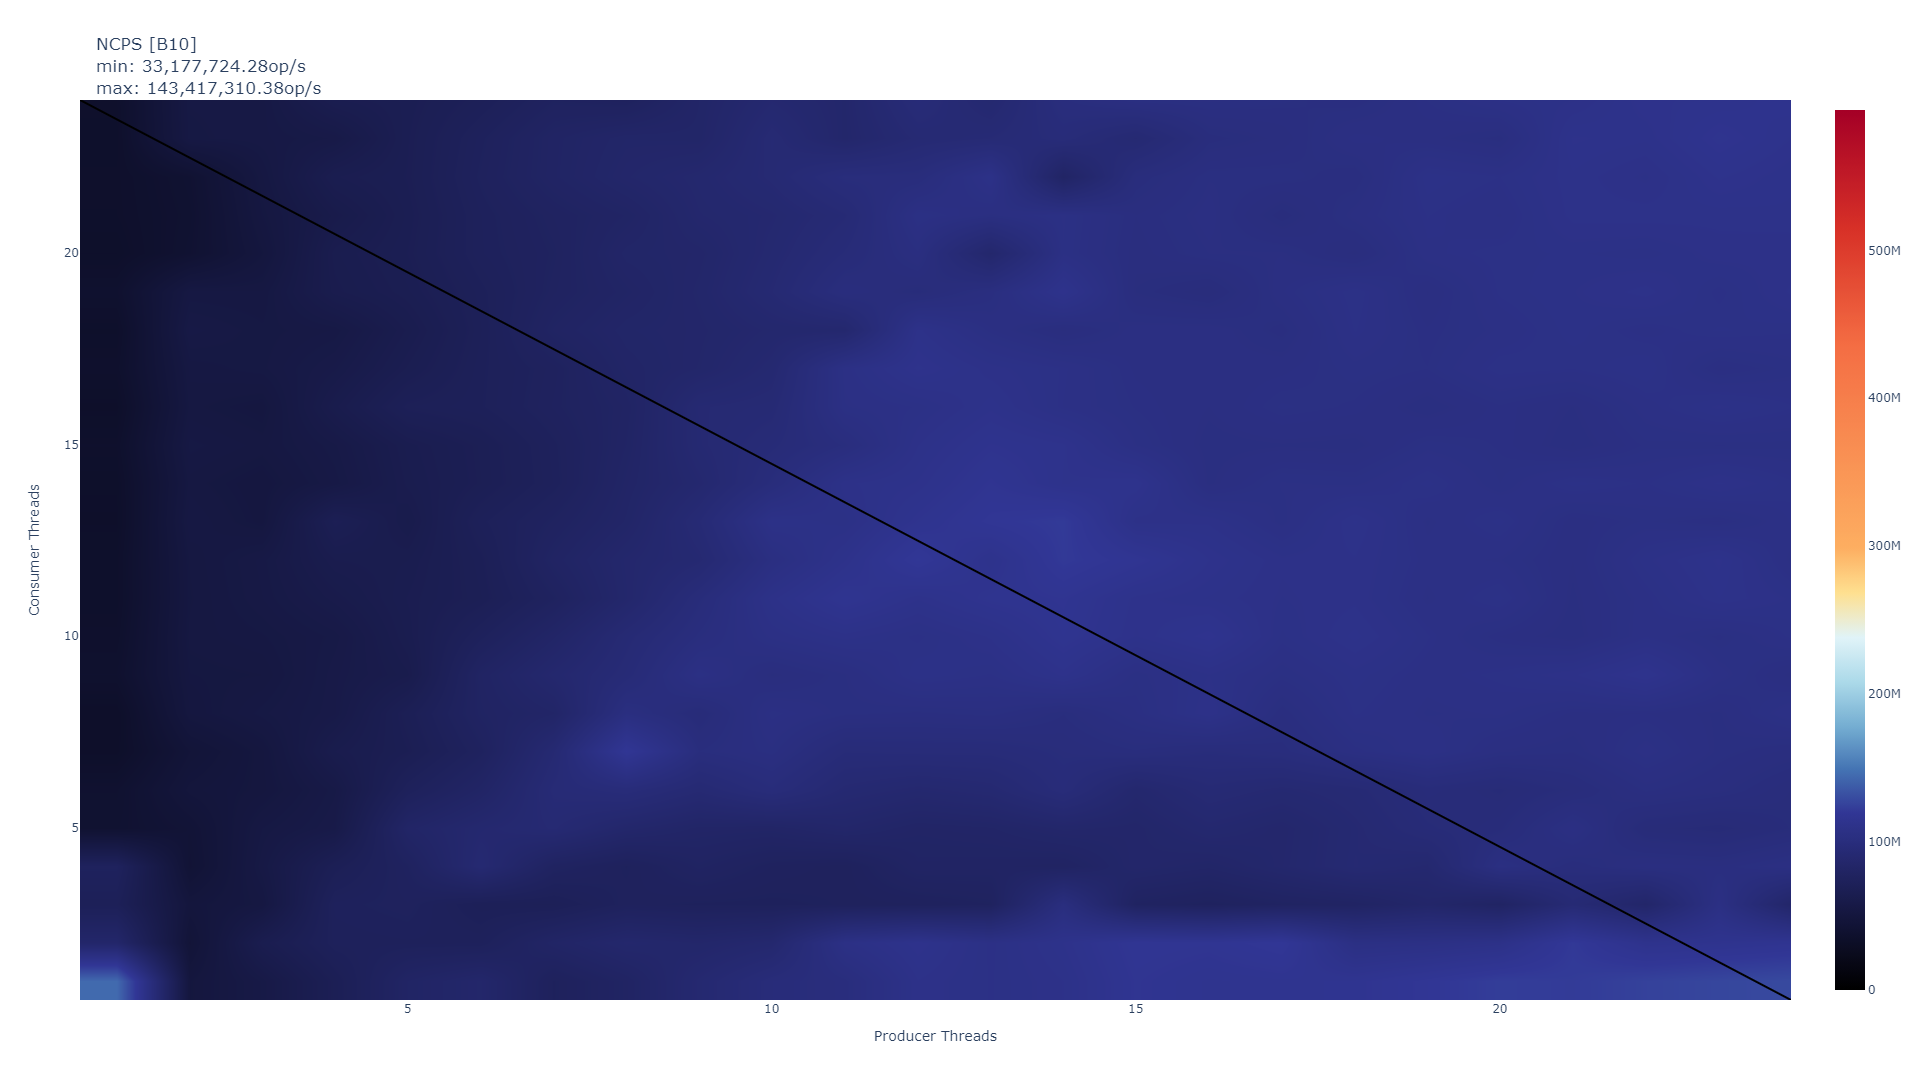 NCPS [B10]
min: 33,177,724.28op/s
max: 143,417,310.38op/s
20
15
10
5
Consumer Threads
5
10
15
20
Producer Threads
500M
400M
300M
200M
100M
0